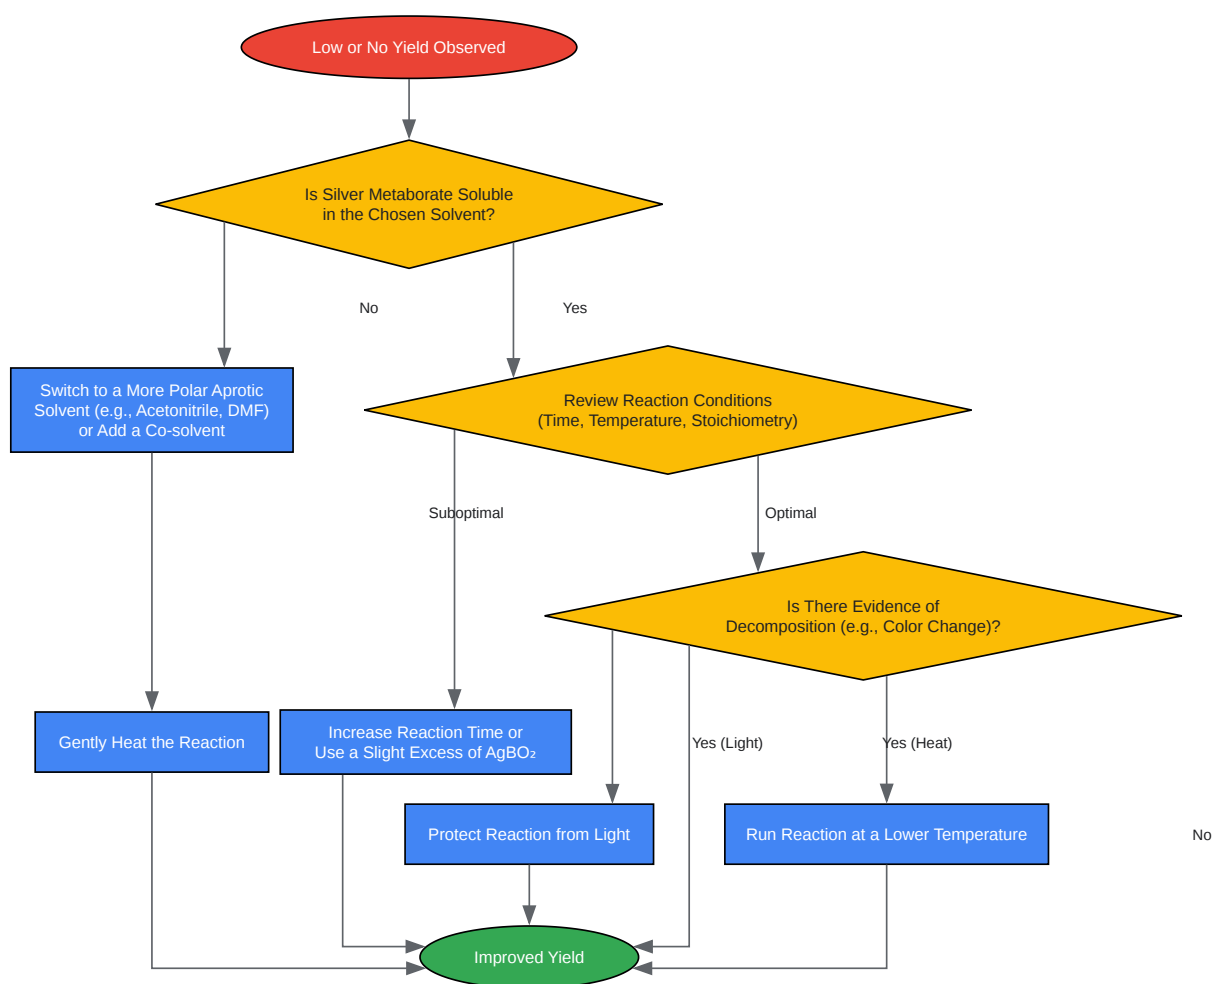 Low or No Yield Observed
Is Silver Metaborate Soluble
in the Chosen Solvent?
No
Yes
Switch to a More Polar Aprotic
Solvent (e.g., Acetonitrile, DMF)
or Add a Co-solvent
Review Reaction Conditions
(Time, Temperature, Stoichiometry)
Suboptimal
Optimal
Is There Evidence of
Decomposition (e.g., Color Change)?
Gently Heat the Reaction
Increase Reaction Time or
Use a Slight Excess of AgBO₂
Yes (Light)
Yes (Heat)
Protect Reaction from Light
Run Reaction at a Lower Temperature
No
Improved Yield